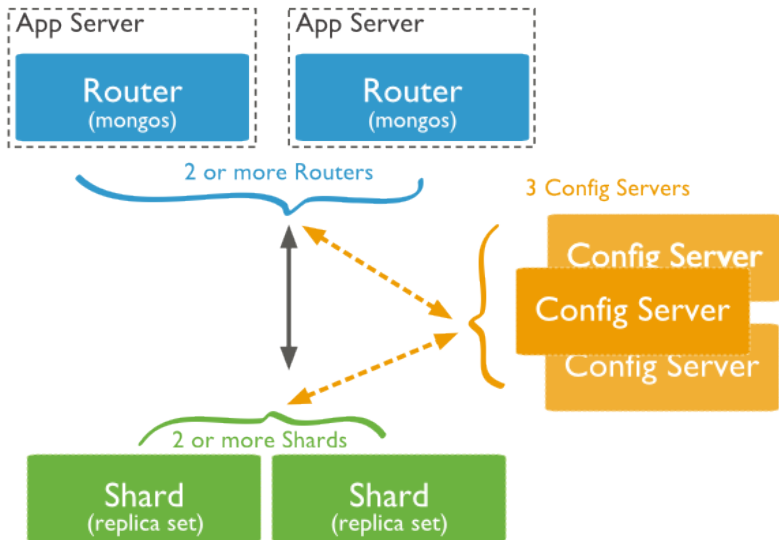 App Server
App Server
Router
(mongos)
Router
(mongos)
2 or more Routers
3 Config Servers
Config Server
Config Server
Config Server
2 or more Shards
Shard
(replica set)
Shard
(replica set)